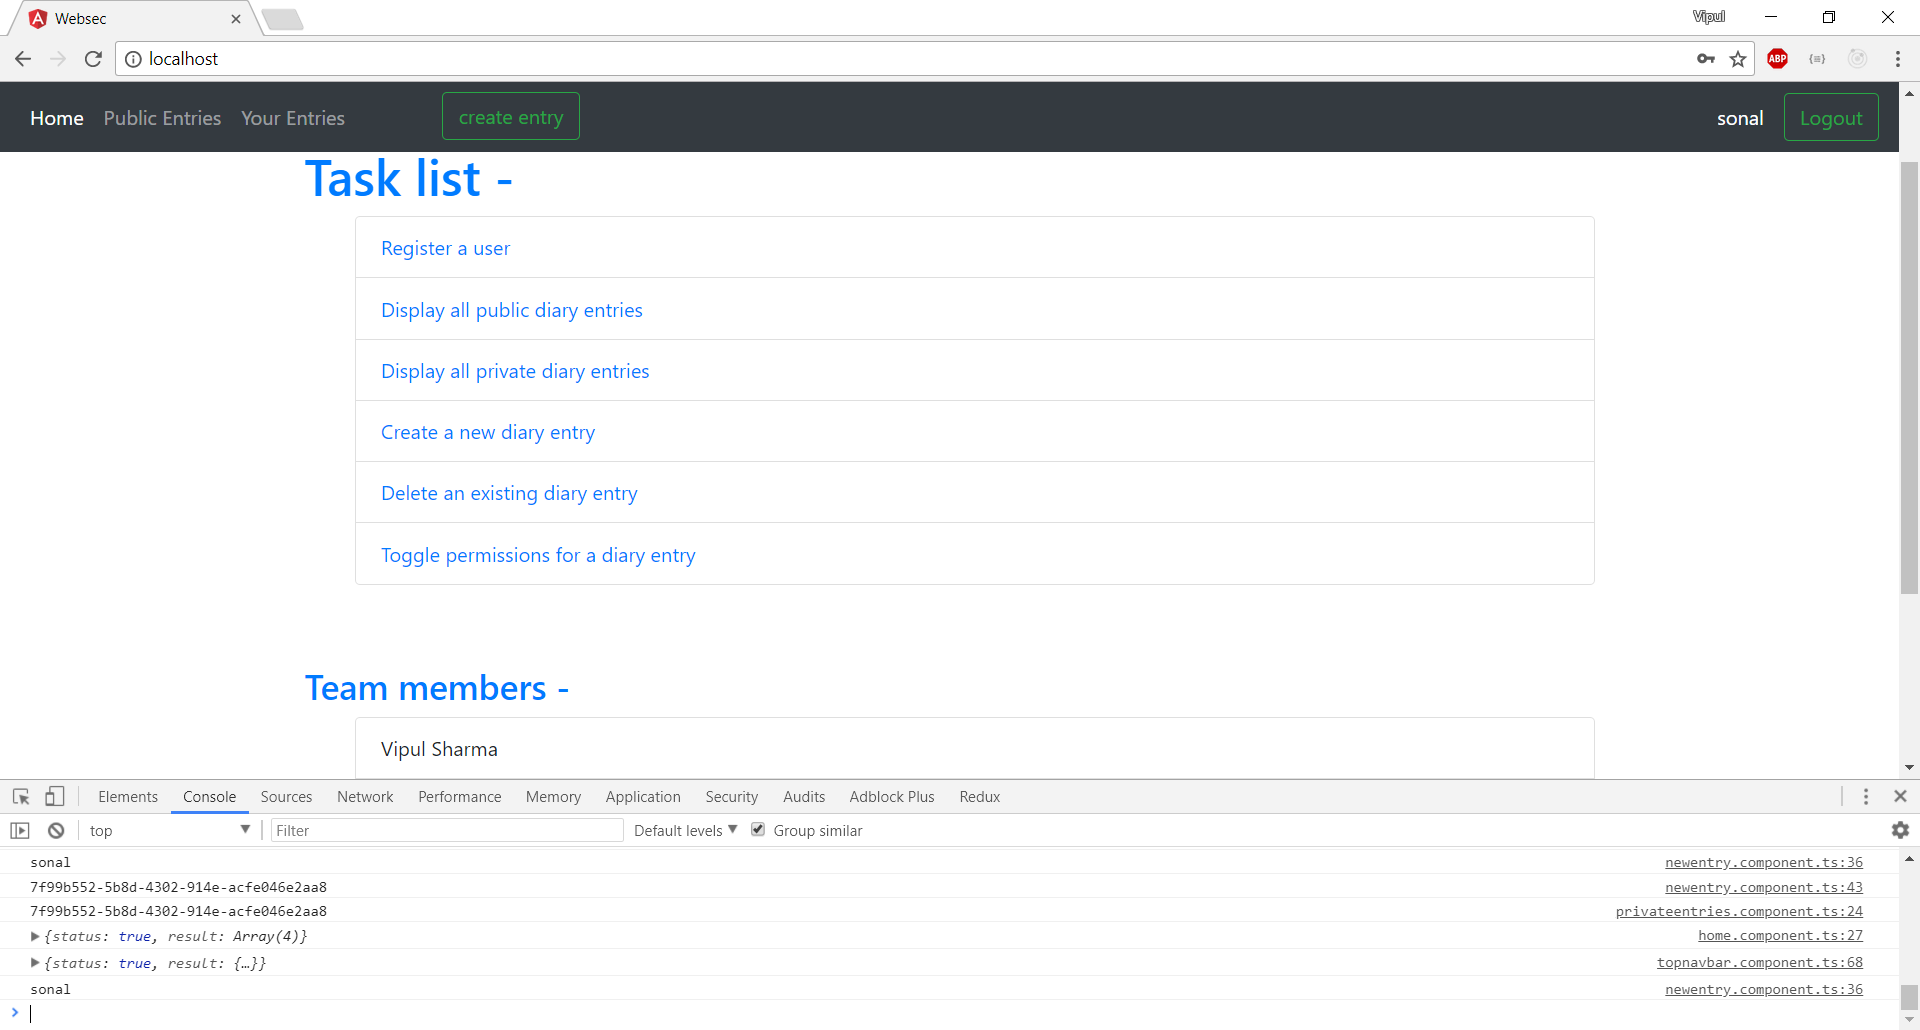 Websec
Vipul
localhost
ABP
Home Public Entries Your Entries create entry sonal Logout
Task list -
Register a user
Display all public diary entries
Display all private diary entries
Create a new diary entry
Delete an existing diary entry
Toggle permissions for a diary entry
Team members -
Vipul Sharma
Elements Console Sources Network Performance Memory Application Security Audits Adblock Plus Redux
top Filter Default levels Group similar
sonal newentry.component.ts:36
7f99b552-5b8d-4302-914e-acfe046e2aa8 newentry.component.ts:43
7f99b552-5b8d-4302-914e-acfe046e2aa8 privateentries.component.ts:24
{status: true, result: Array(4)} home.component.ts:27
{status: true, result: {…}} topnavbar.component.ts:68
sonal newentry.component.ts:36